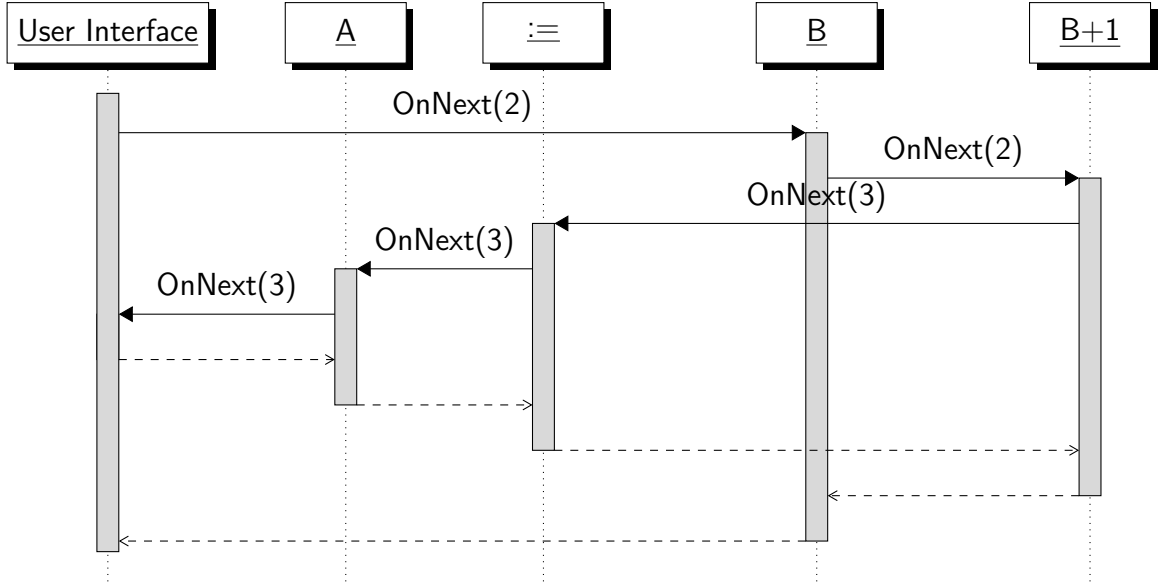 User Interface
A
:=
B
B+1
OnNext(2)
OnNext(2)
OnNext(3)
OnNext(3)
OnNext(3)